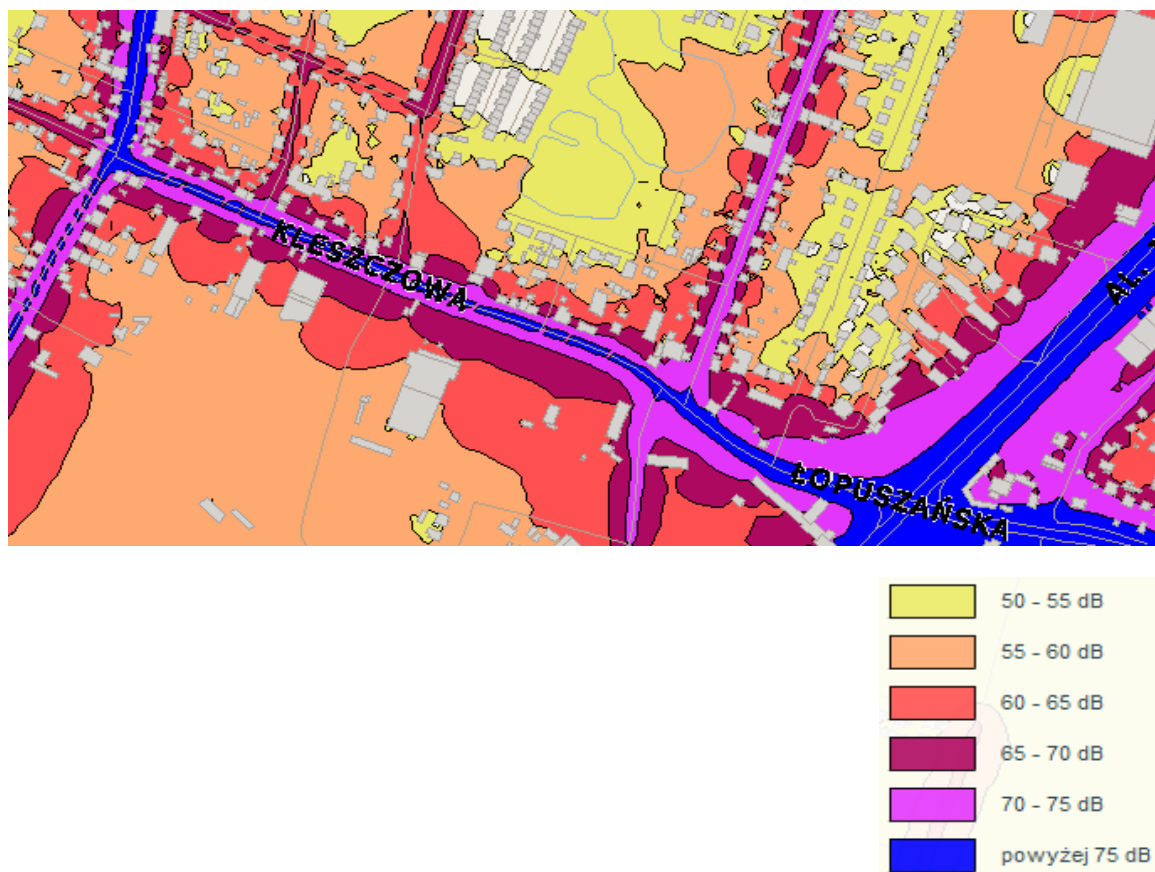 KLESZCZOWA
AL.
ŁOPUSZAŃSKA
50 - 55 dB
55 - 60 dB
60 - 65 dB
65 - 70 dB
70 - 75 dB
powyżej 75 dB